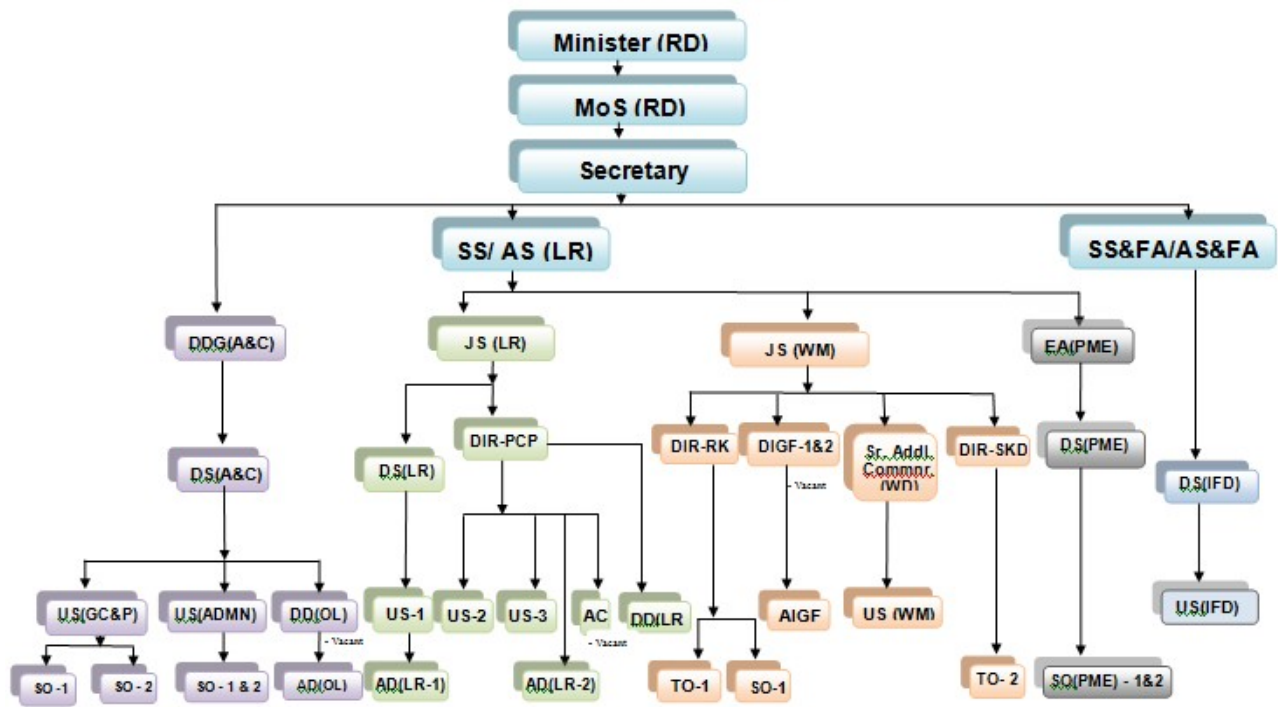 Minister (RD)
MoS (RD)
Secretary
SS/ AS (LR)
SS&FA/AS&FA
DDG(A&C)
JS (LR)
JS (WM)
EA(PME)
DS(A&C)
DS(LR)
DIR-PCP
DIR-RK
DIGF-1&2
- Vacant
Sr. Addl.
Commnr.
(WD)
DIR-SKD
DS(PME)
DS(IFD)
US(GC&P)
US(ADMN)
DD(OL)
- Vacant
US-1
US-2
US-3
AC
- Vacant
DD(LR
AIGF
US (WM)
US(IFD)
SO -1
SO - 2
SO - 1 & 2
AD(OL)
AD(LR-1)
AD(LR-2)
TO-1
SO-1
TO- 2
SO(PME) - 1&2